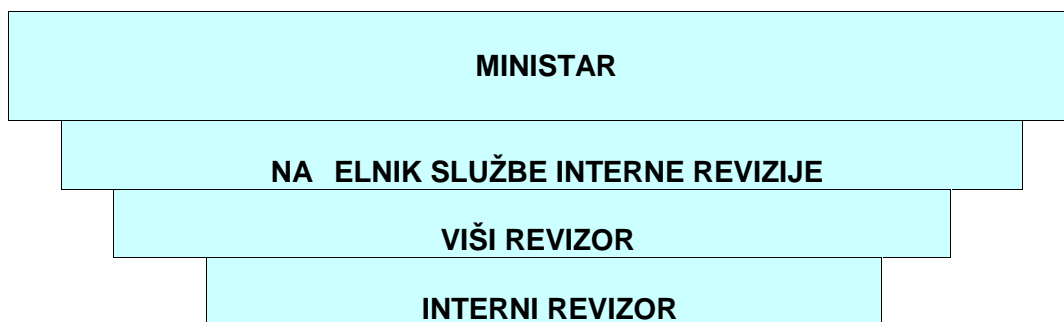 MINISTAR
NA ELNIK SLUŽBE INTERNE REVIZIJE
VIŠI REVIZOR
INTERNI REVIZOR